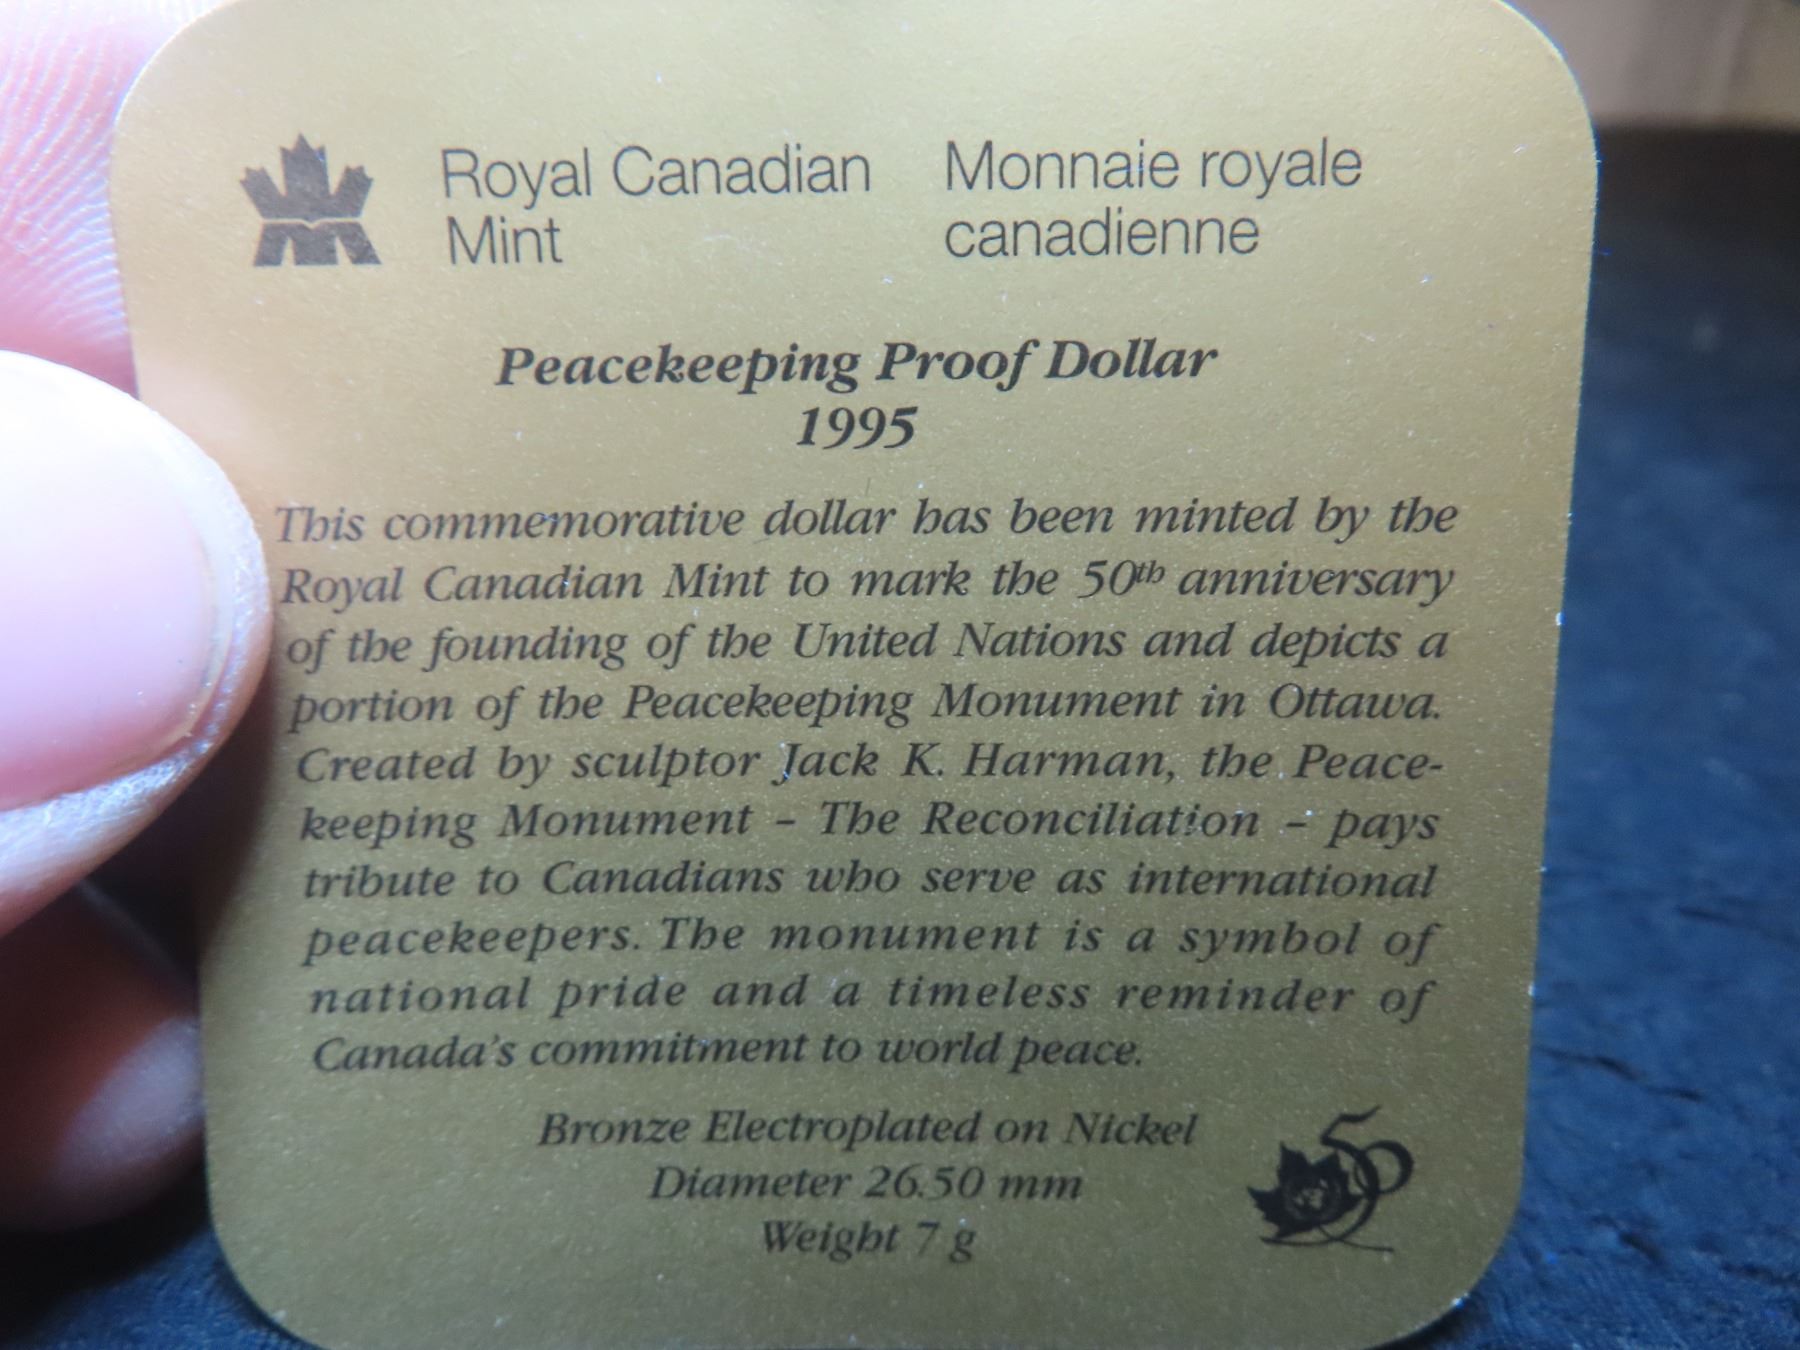 Royal Canadian Mint
Monnaie royale canadienne
Peacekeeping Proof Dollar
1995
This commemorative dollar has been minted by the
Royal Canadian Mint to mark the 50th anniversary
of the founding of the United Nations and depicts a
portion of the Peacekeeping Monument in Ottawa.
Created by sculptor Jack K. Harman, the Peace-
keeping Monument – The Reconciliation – pays
tribute to Canadians who serve as international
peacekeepers. The monument is a symbol of
national pride and a timeless reminder of
Canada's commitment to world peace.
Bronze Electroplated on Nickel
Diameter 26.50 mm
Weight 7 g
50